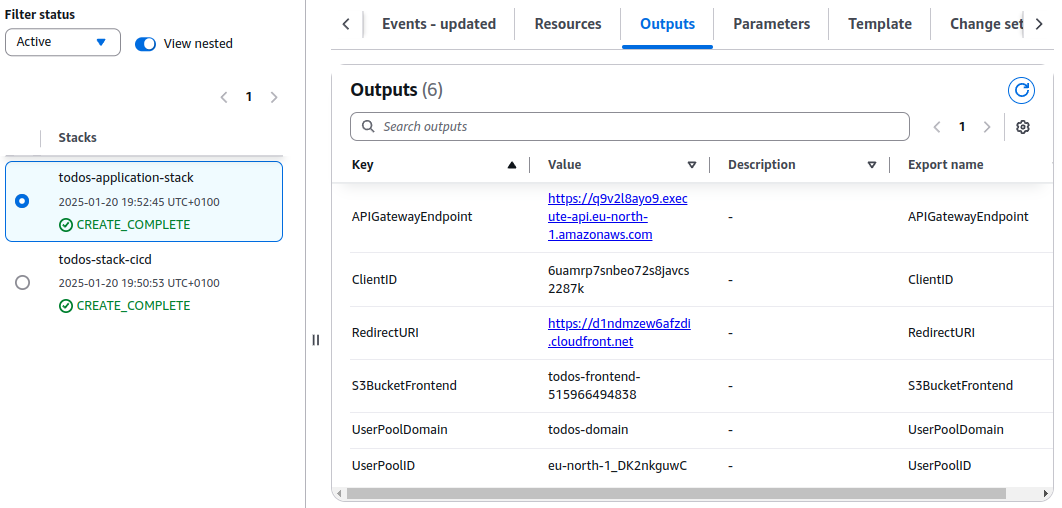 Filter status
Active
View nested
1
Stacks
todos-application-stack
2025-01-20 19:52:45 UTC+0100
CREATE_COMPLETE
todos-stack-cicd
2025-01-20 19:50:53 UTC+0100
CREATE_COMPLETE
Events - updated Resources Outputs Parameters Template Change set
Outputs (6)
Search outputs
1
Key Value Description Export name
APIGatewayEndpoint https://q9v2l8ayo9.exec - APIGatewayEndpoint
ute-api.eu-north-
1.amazonaws.com
ClientID 6uamrp7snbeo72s8javcs - ClientID
2287k
RedirectURI https://d1ndmzew6afzdi - RedirectURI
.cloudfront.net
S3BucketFrontend todos-frontend- - S3BucketFrontend
515966494838
UserPoolDomain todos-domain - UserPoolDomain
UserPoolID eu-north-1_DK2nkguwC - UserPoolID